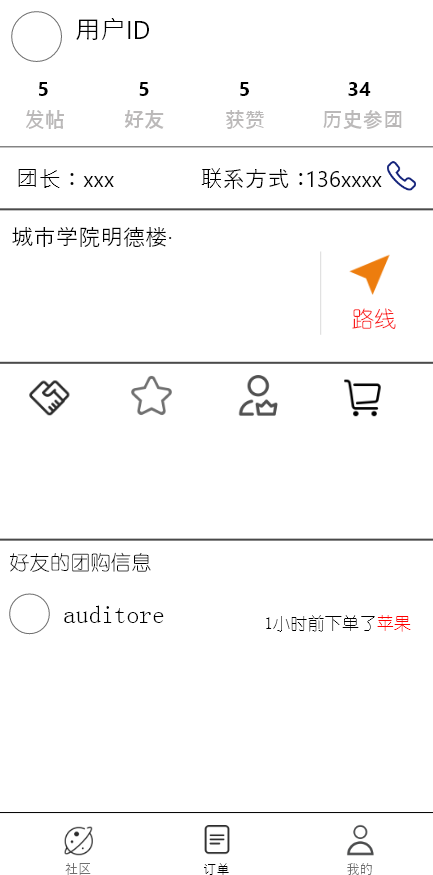 用户ID
5 5 5 34
发帖 好友 获赞 历史参团
团长：xxx 联系方式：136xxxx
城市学院明德楼·
路线
好友的团购信息
auditore 1小时前下单了苹果
社区 订单 我的